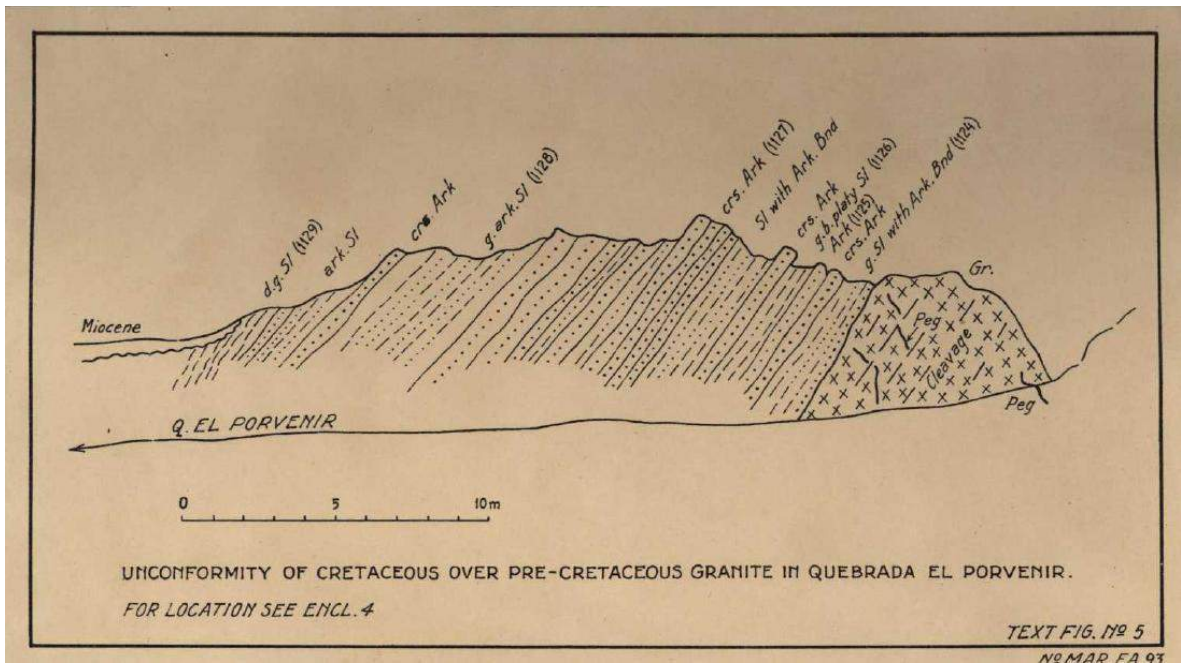 d.g. Sl (1129)
ark. Sl
crs. Ark
g. ark. Sl (1128)
crs. Ark (1127)
Sl with Ark. Bnd
crs. Ark
g.b. platy Sl (1126)
Ark (1125)
crs. Ark
g. Sl with Ark. Bnd (1124)
Gr.
Miocene
Peg
Cleavage
Peg
Q. EL PORVENIR
0 5 10m
UNCONFORMITY OF CRETACEOUS OVER PRE-CRETACEOUS GRANITE IN QUEBRADA EL PORVENIR.
FOR LOCATION SEE ENCL. 4
TEXT FIG. Nº 5
Nº MAR. EA 93